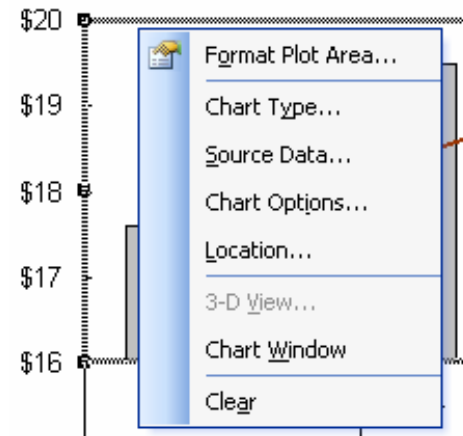 $20
$19
$18
$17
$16
Format Plot Area...
Chart Type...
Source Data...
Chart Options...
Location...
3-D View...
Chart Window
Clear